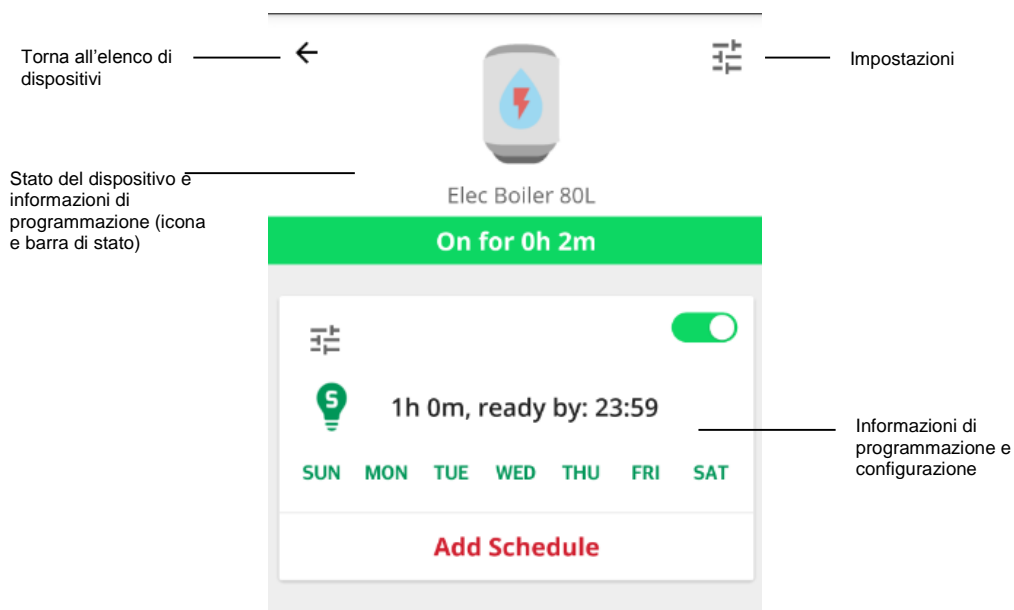 Torna all'elenco di
dispositivi
Impostazioni
Stato del dispositivo e
informazioni di
programmazione (icona
e barra di stato)
Elec Boiler 80L
On for 0h 2m
S
1h 0m, ready by: 23:59
SUN MON TUE WED THU FRI SAT
Informazioni di
programmazione e
configurazione
Add Schedule